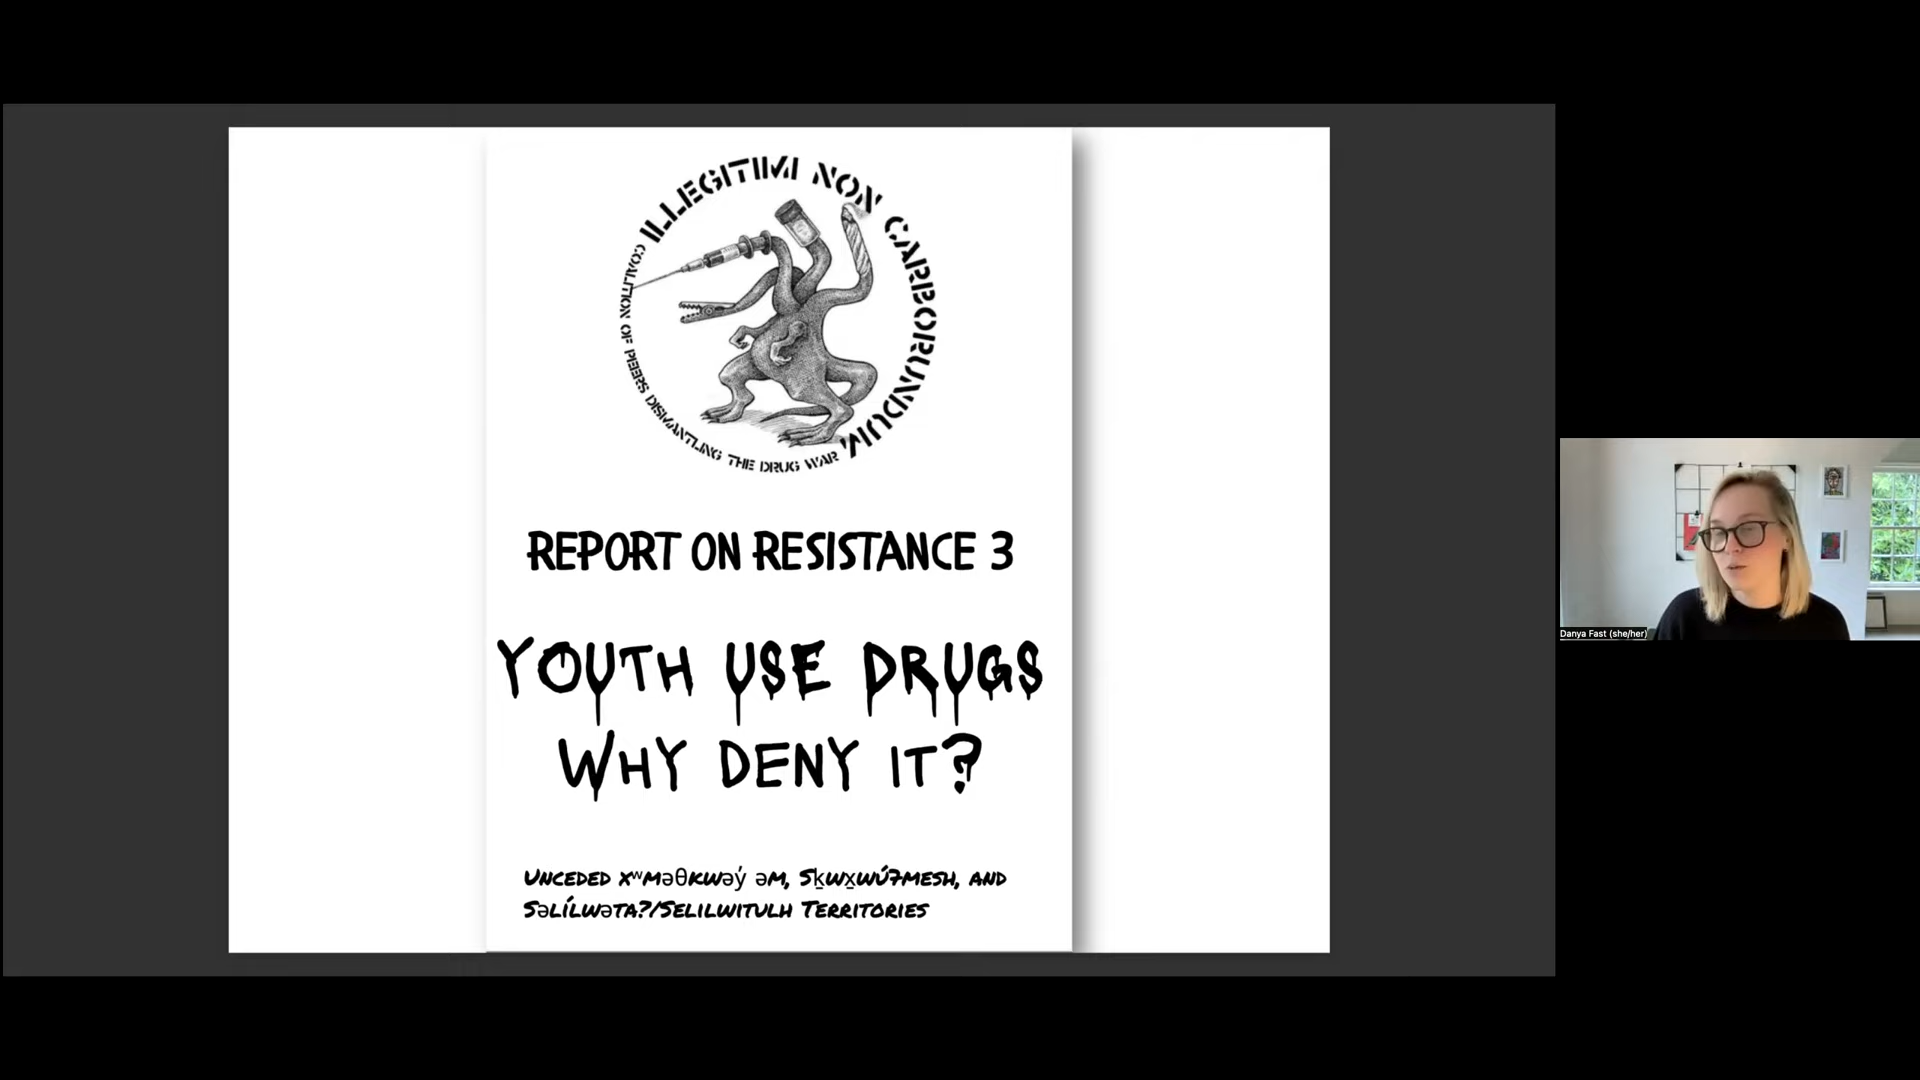 ILLEGITIMI NON CARBORUNDUM
COALITION OF PEERS DISMANTLING THE DRUG WAR
REPORT ON RESISTANCE 3
YOUTH USE DRUGS
WHY DENY IT?
UNCEDED xʷməθkwəy̓ əm, Sḵwx̱wú7mesh, AND
Səlílwəta?/Selilwitulh Territories
Danya Fast (she/her)